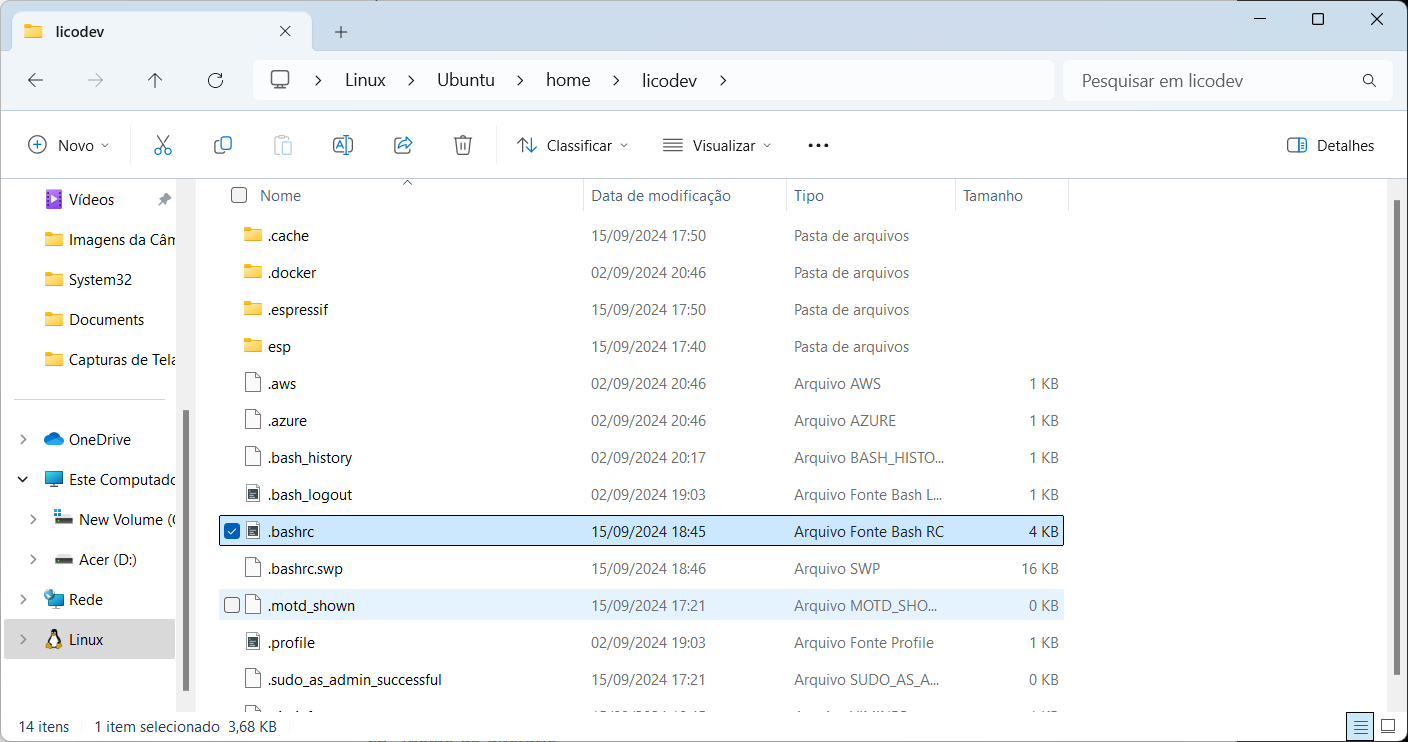 licodev
Linux Ubuntu home licodev
Pesquisar em licodev
Novo
Classificar
Visualizar
Detalhes
Vídeos
Imagens da Câm
System32
Documents
Capturas de Tela
OneDrive
Este Computado
New Volume (
Acer (D:)
Rede
Linux
Nome Data de modificação Tipo Tamanho
.cache 15/09/2024 17:50 Pasta de arquivos
.docker 02/09/2024 20:46 Pasta de arquivos
.espressif 15/09/2024 17:50 Pasta de arquivos
esp 15/09/2024 17:40 Pasta de arquivos
.aws 02/09/2024 20:46 Arquivo AWS 1 KB
.azure 02/09/2024 20:46 Arquivo AZURE 1 KB
.bash_history 02/09/2024 20:17 Arquivo BASH_HISTO... 1 KB
.bash_logout 02/09/2024 19:03 Arquivo Fonte Bash L... 1 KB
.bashrc 15/09/2024 18:45 Arquivo Fonte Bash RC 4 KB
.bashrc.swp 15/09/2024 18:46 Arquivo SWP 16 KB
.motd_shown 15/09/2024 17:21 Arquivo MOTD_SHO... 0 KB
.profile 02/09/2024 19:03 Arquivo Fonte Profile 1 KB
.sudo_as_admin_successful 15/09/2024 17:21 Arquivo SUDO_AS_A... 0 KB
14 itens 1 item selecionado 3,68 KB